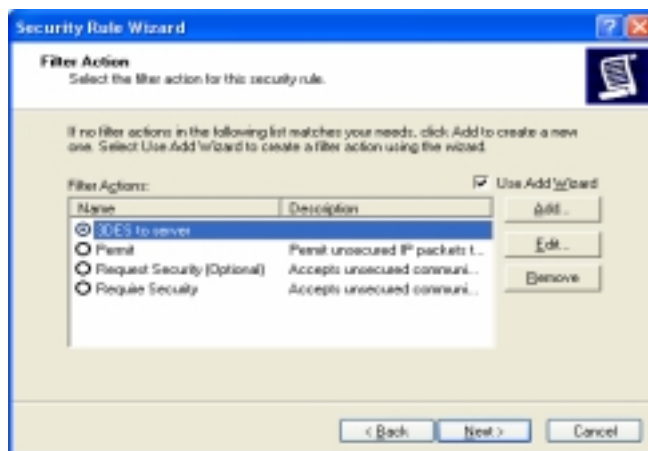 Security Rule Wizard
Filter Action
Select the filter action for this security rule.
If no filter actions in the following list matches your needs, click Add to create a new
one. Select Use Add Wizard to create a filter action using the wizard.
Filter Actions:
Use Add Wizard
Name Description
3DES to server
Permit Permit unsecured IP packets t...
Request Security (Optional) Accepts unsecured communi...
Require Security Accepts unsecured communi...
Add...
Edit...
Remove
< Back Next > Cancel